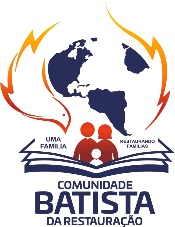 UMA
FAMÍLIA
RESTAURANDO
FAMÍLIAS
COMUNIDADE
BATISTA
DA RESTAURAÇÃO